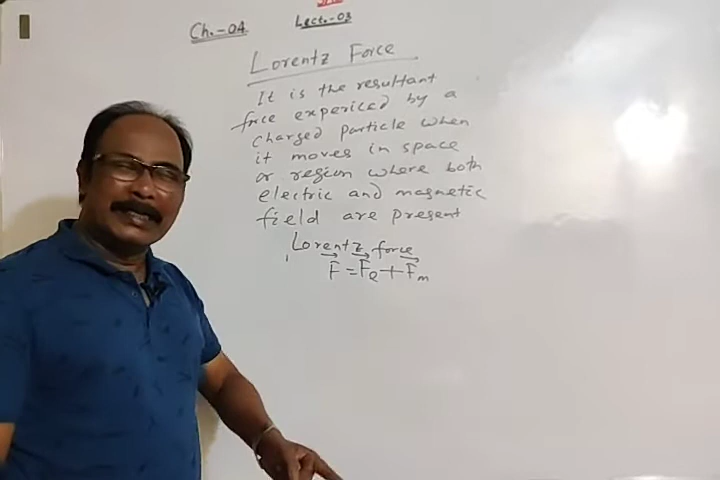 Ch.-04
Lect.-03
Lorentz Force
It is the resultant
force expericed by a
charged particle when
it moves in space
or region where both
electric and magnetic
field are present
Lorentz force
F = Fe + Fm